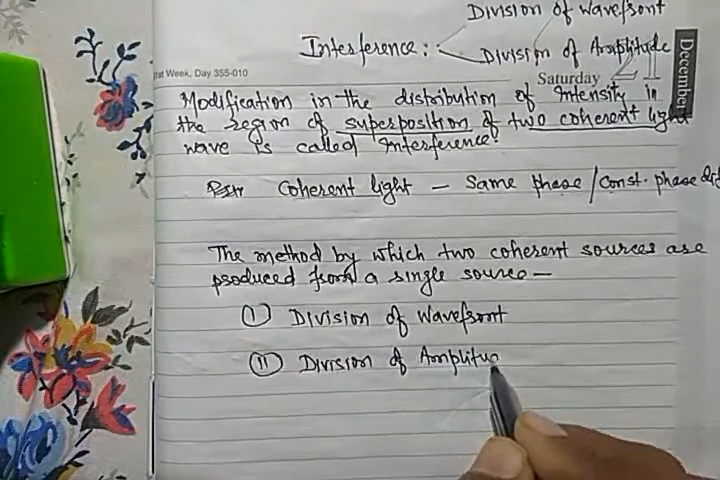 Division of Wavefront
Interference:
Division of Amplitude
Week, Day 355-010
Saturday 21
December
Modification in the distribution of Intensity in
the region of superposition of two coherent light
wave is called Interference.
Coherent light - Same phase/const. phase
The method by which two coherent sources are
produced from a single source —
(I) Division of Wavefront
(II) Division of Amplitu